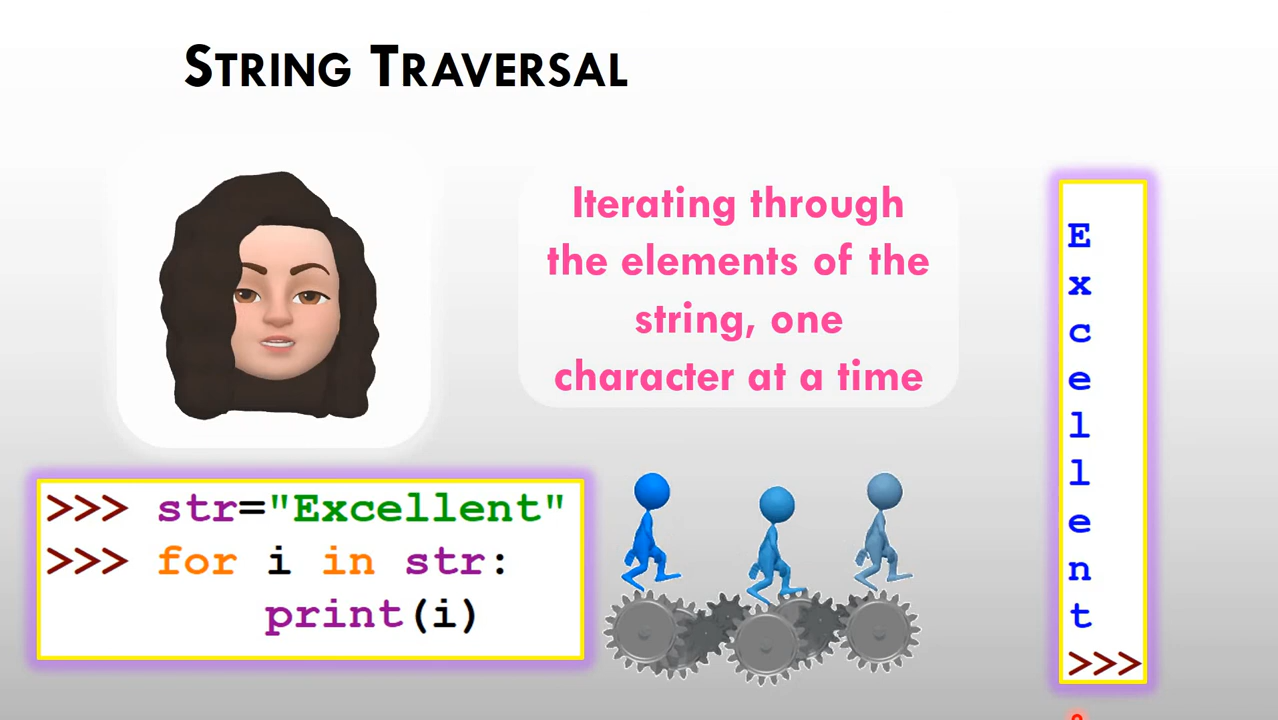 STRING TRAVERSAL
Iterating through
the elements of the
string, one
character at a time
>>> str="Excellent"
>>> for i in str:
print(i)
E
x
c
e
l
l
e
n
t
>>>